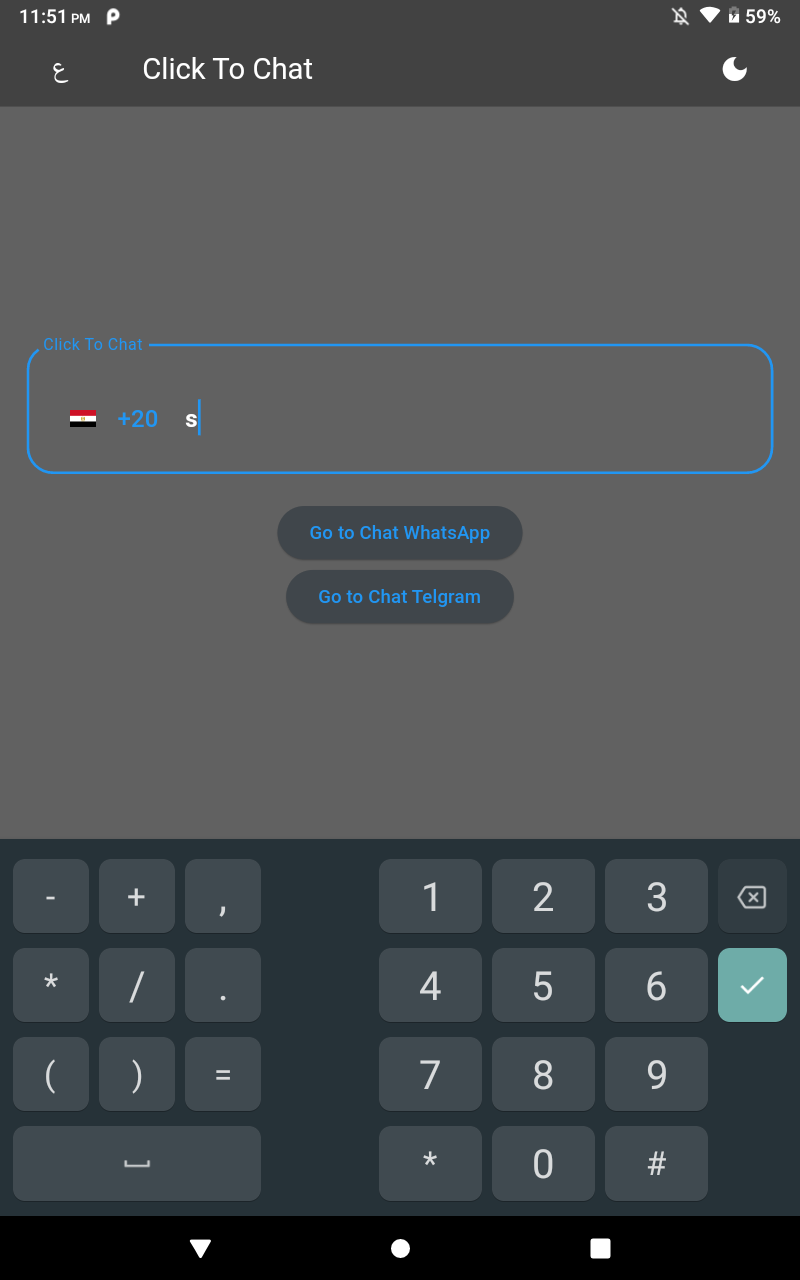 11:51 PM 59%
ع Click To Chat
Click To Chat
+20 s
Go to Chat WhatsApp
Go to Chat Telgram
- + , 1 2 3
* / . 4 5 6
( ) = 7 8 9
* 0 #